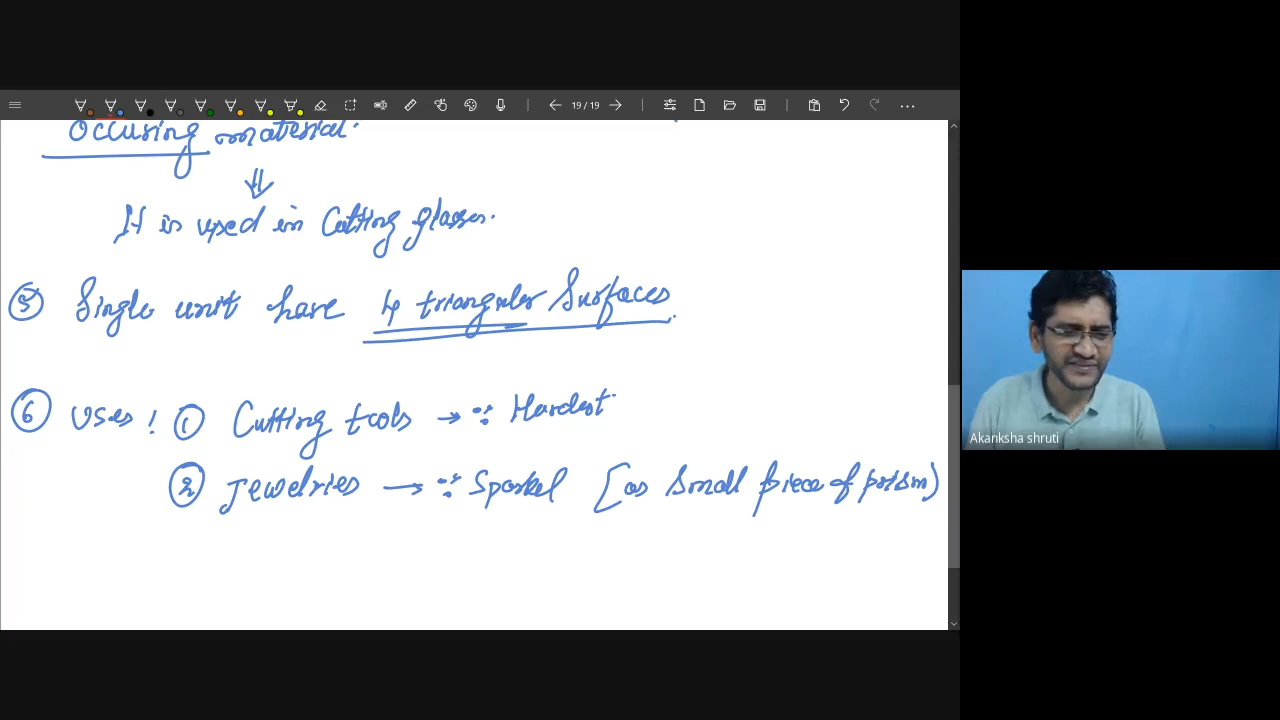 19 / 19
Occuring material.
It is used in Cutting glasses.
5 Single unit have 4 triangular Surfaces.
6 Uses! 1 Cutting tools → ∵ Hardest
2 Jewelries → ∵ Sparkel [as Small piece of prism)
Akanksha shruti